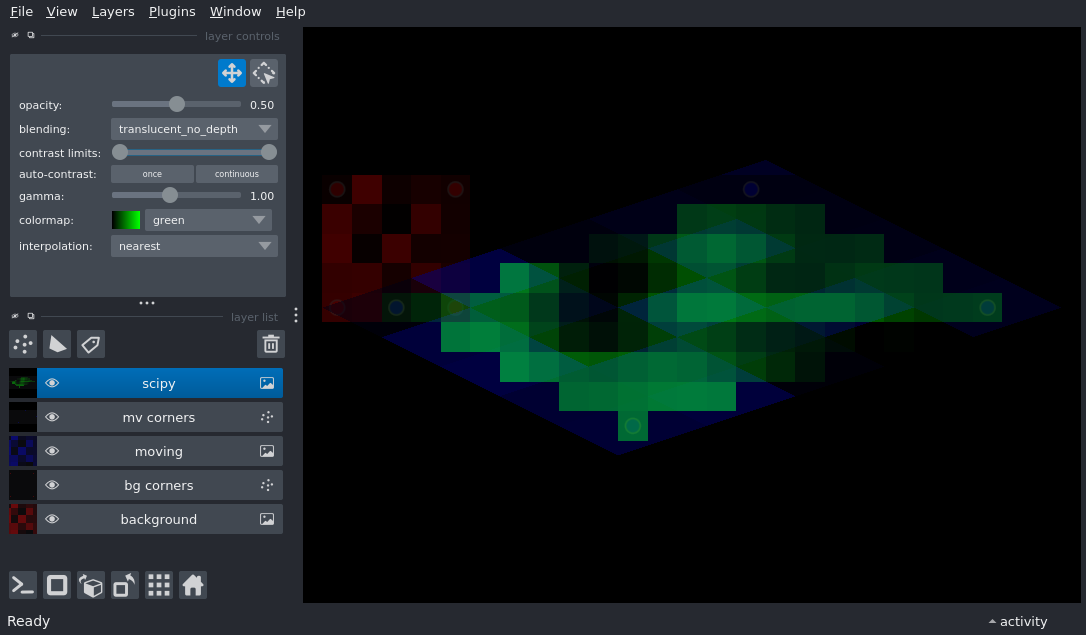 File View Layers Plugins Window Help
layer controls
opacity: 0.50
blending: translucent_no_depth
contrast limits:
auto-contrast: once continuous
gamma: 1.00
colormap: green
interpolation: nearest
layer list
scipy
mv corners
moving
bg corners
background
Ready activity